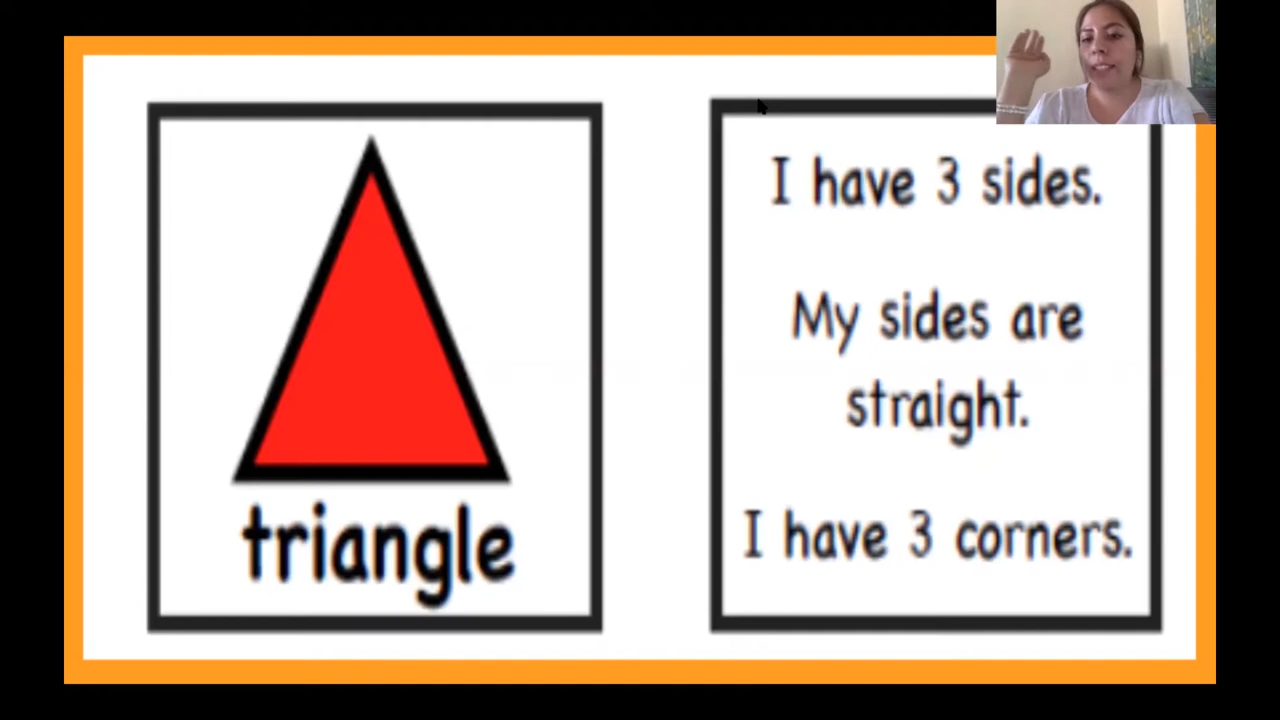 triangle
I have 3 sides.
My sides are
straight.
I have 3 corners.